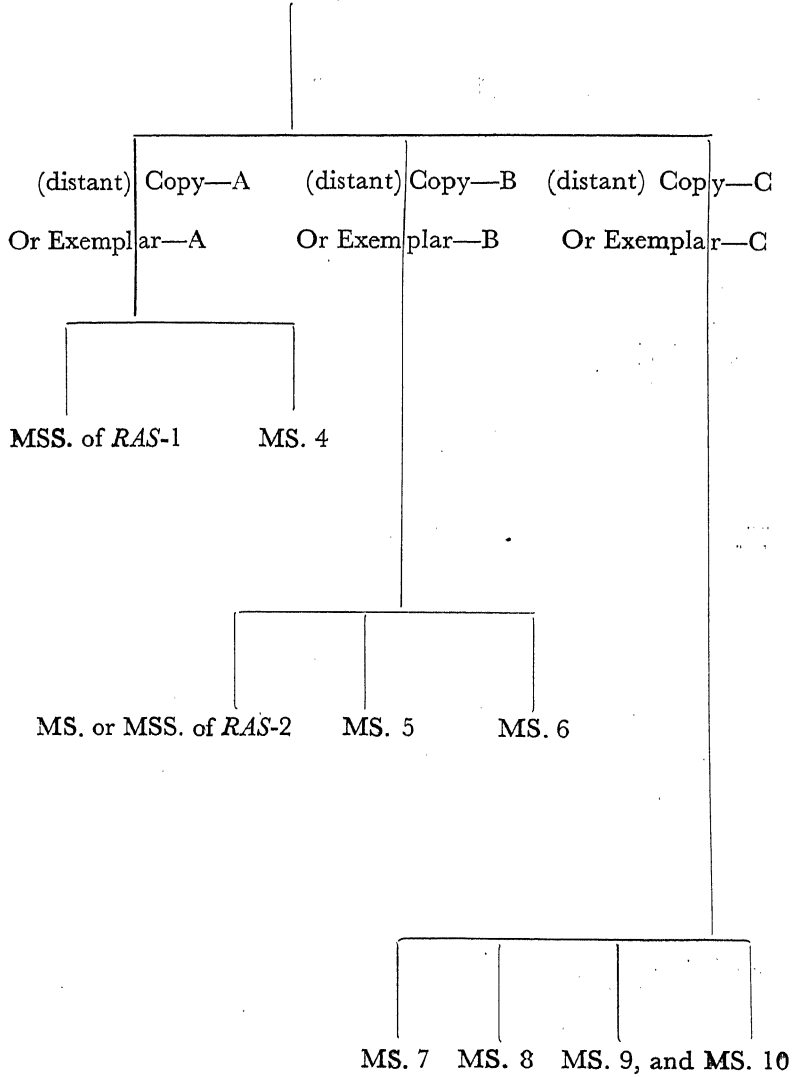 (distant) Copy—A (distant) Copy—B (distant) Copy—C
Or Exemplar—A Or Exemplar—B Or Exemplar—C
MSS. of RAS-1 MS. 4
MS. or MSS. of RAS-2 MS. 5 MS. 6
MS. 7 MS. 8 MS. 9, and MS. 10